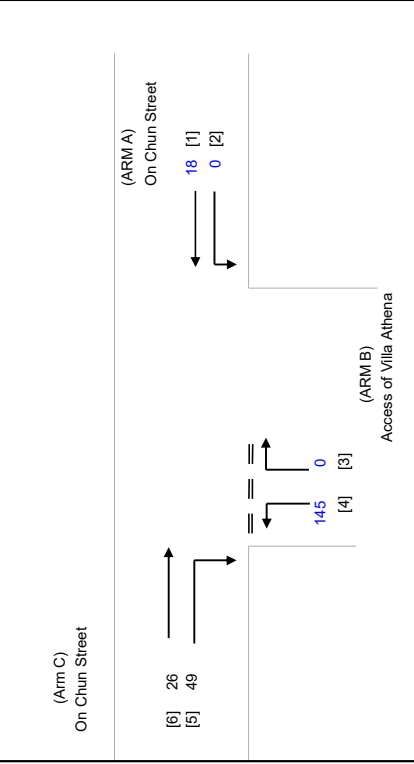 (ARM A)
On Chun Street
18 [1]
0 [2]
(ARM B)
Access of Villa Athena
0
[3]
145
[4]
(Arm C)
On Chun Street
[6] 26
[5] 49